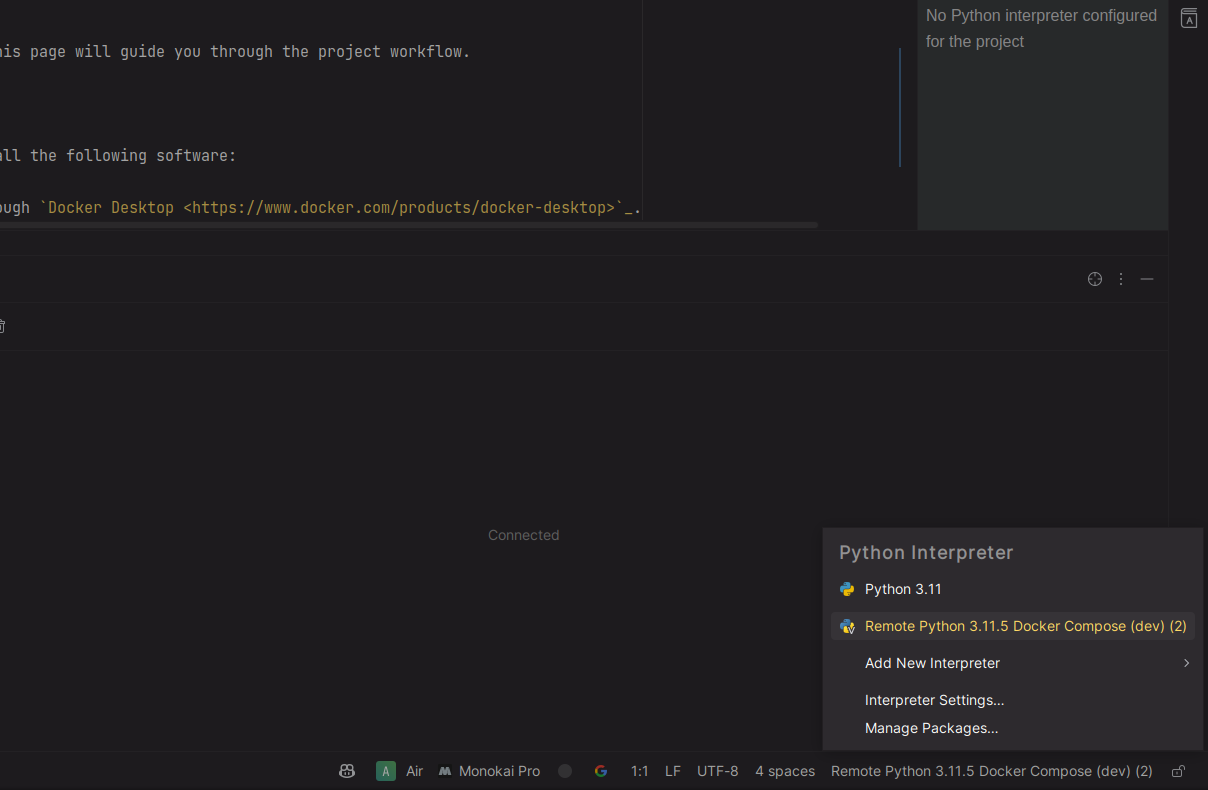 No Python interpreter configured
for the project
his page will guide you through the project workflow.
all the following software:
ough `Docker Desktop <https://www.docker.com/products/docker-desktop>`_.
Connected
Python Interpreter
Python 3.11
Remote Python 3.11.5 Docker Compose (dev) (2)
Add New Interpreter
Interpreter Settings...
Manage Packages...
A Air Monokai Pro G 1:1 LF UTF-8 4 spaces Remote Python 3.11.5 Docker Compose (dev) (2)